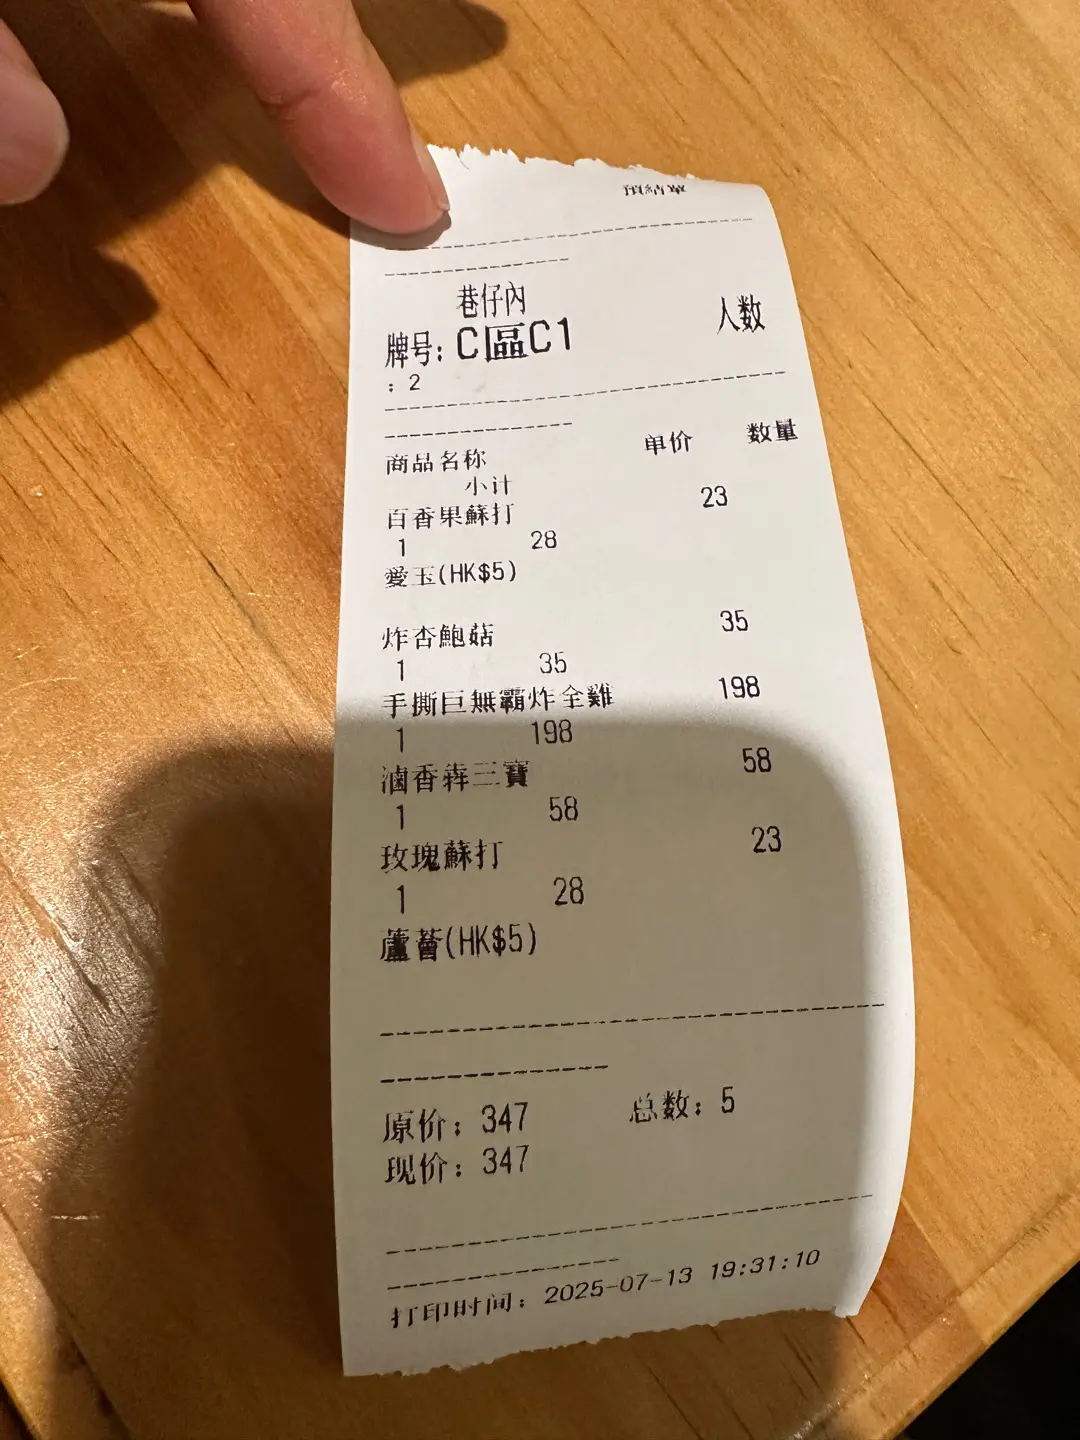 巷仔內
牌号: C區C1 人数
: 2
商品名称 单价 数量
小计
百香果蘇打 23
1 28
愛玉(HK$5)
炸杏鮑菇 35
1 35
手撕巨無霸炸全雞 198
1 198
滷香犇三寶 58
1 58
玫瑰蘇打 23
1 28
蘆薈(HK$5)
原价: 347 总数: 5
现价: 347
打印时间: 2025-07-13 19:31:10